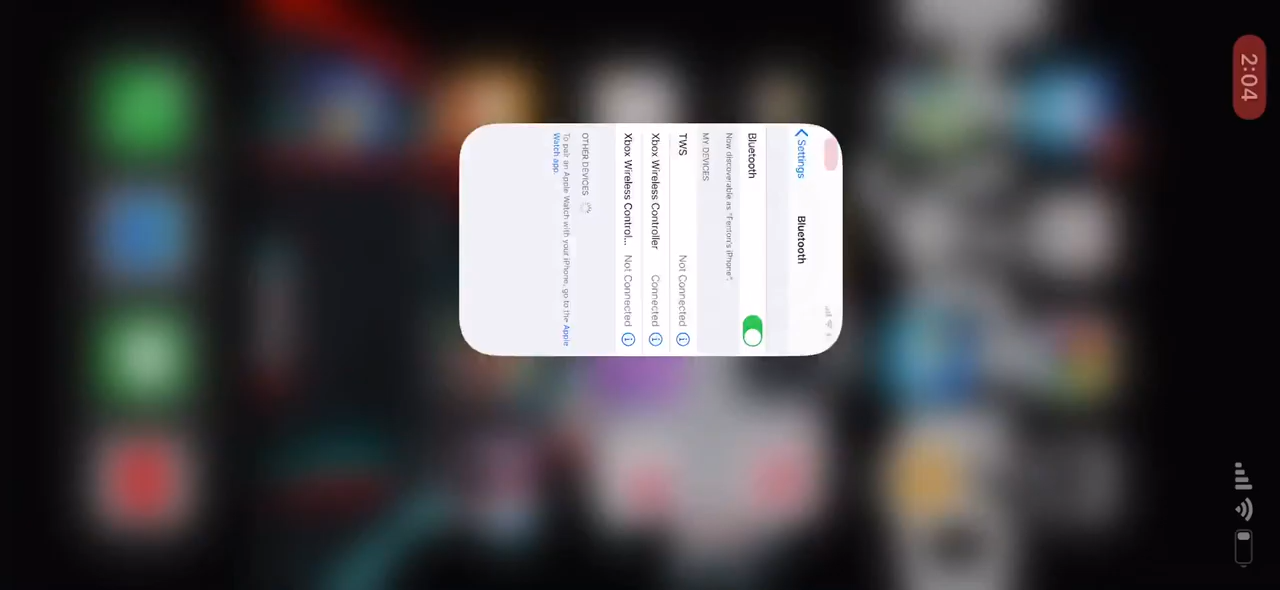 2:04
Settings
Bluetooth
Bluetooth
Now discoverable as "Fenton's iPhone".
MY DEVICES
TWS Not Connected
Xbox Wireless Controller Connected
Xbox Wireless Control... Not Connected
OTHER DEVICES
To pair an Apple Watch with your iPhone, go to the Apple
Watch app.